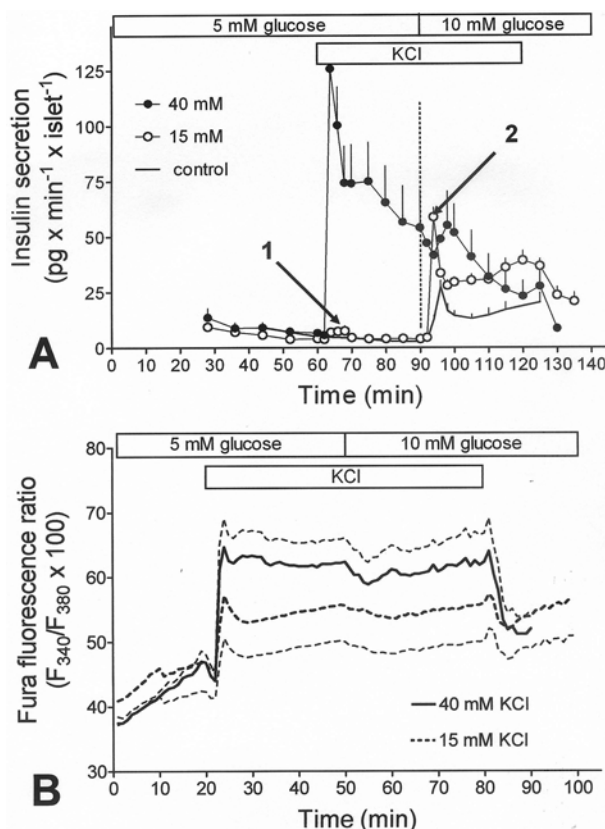 5 mM glucose 10 mM glucose
KCl
125
100
75
50
25
0
Insulin secretion
(pg x min⁻¹ x islet⁻¹)
40 mM
15 mM
control
1
2
A
0 10 20 30 40 50 60 70 80 90 100 110 120 130 140
Time (min)
5 mM glucose 10 mM glucose
KCl
80
70
60
50
40
30
Fura fluorescence ratio
(F₃₄₀/F₃₈₀ x 100)
40 mM KCl
15 mM KCl
B
0 10 20 30 40 50 60 70 80 90 100
Time (min)